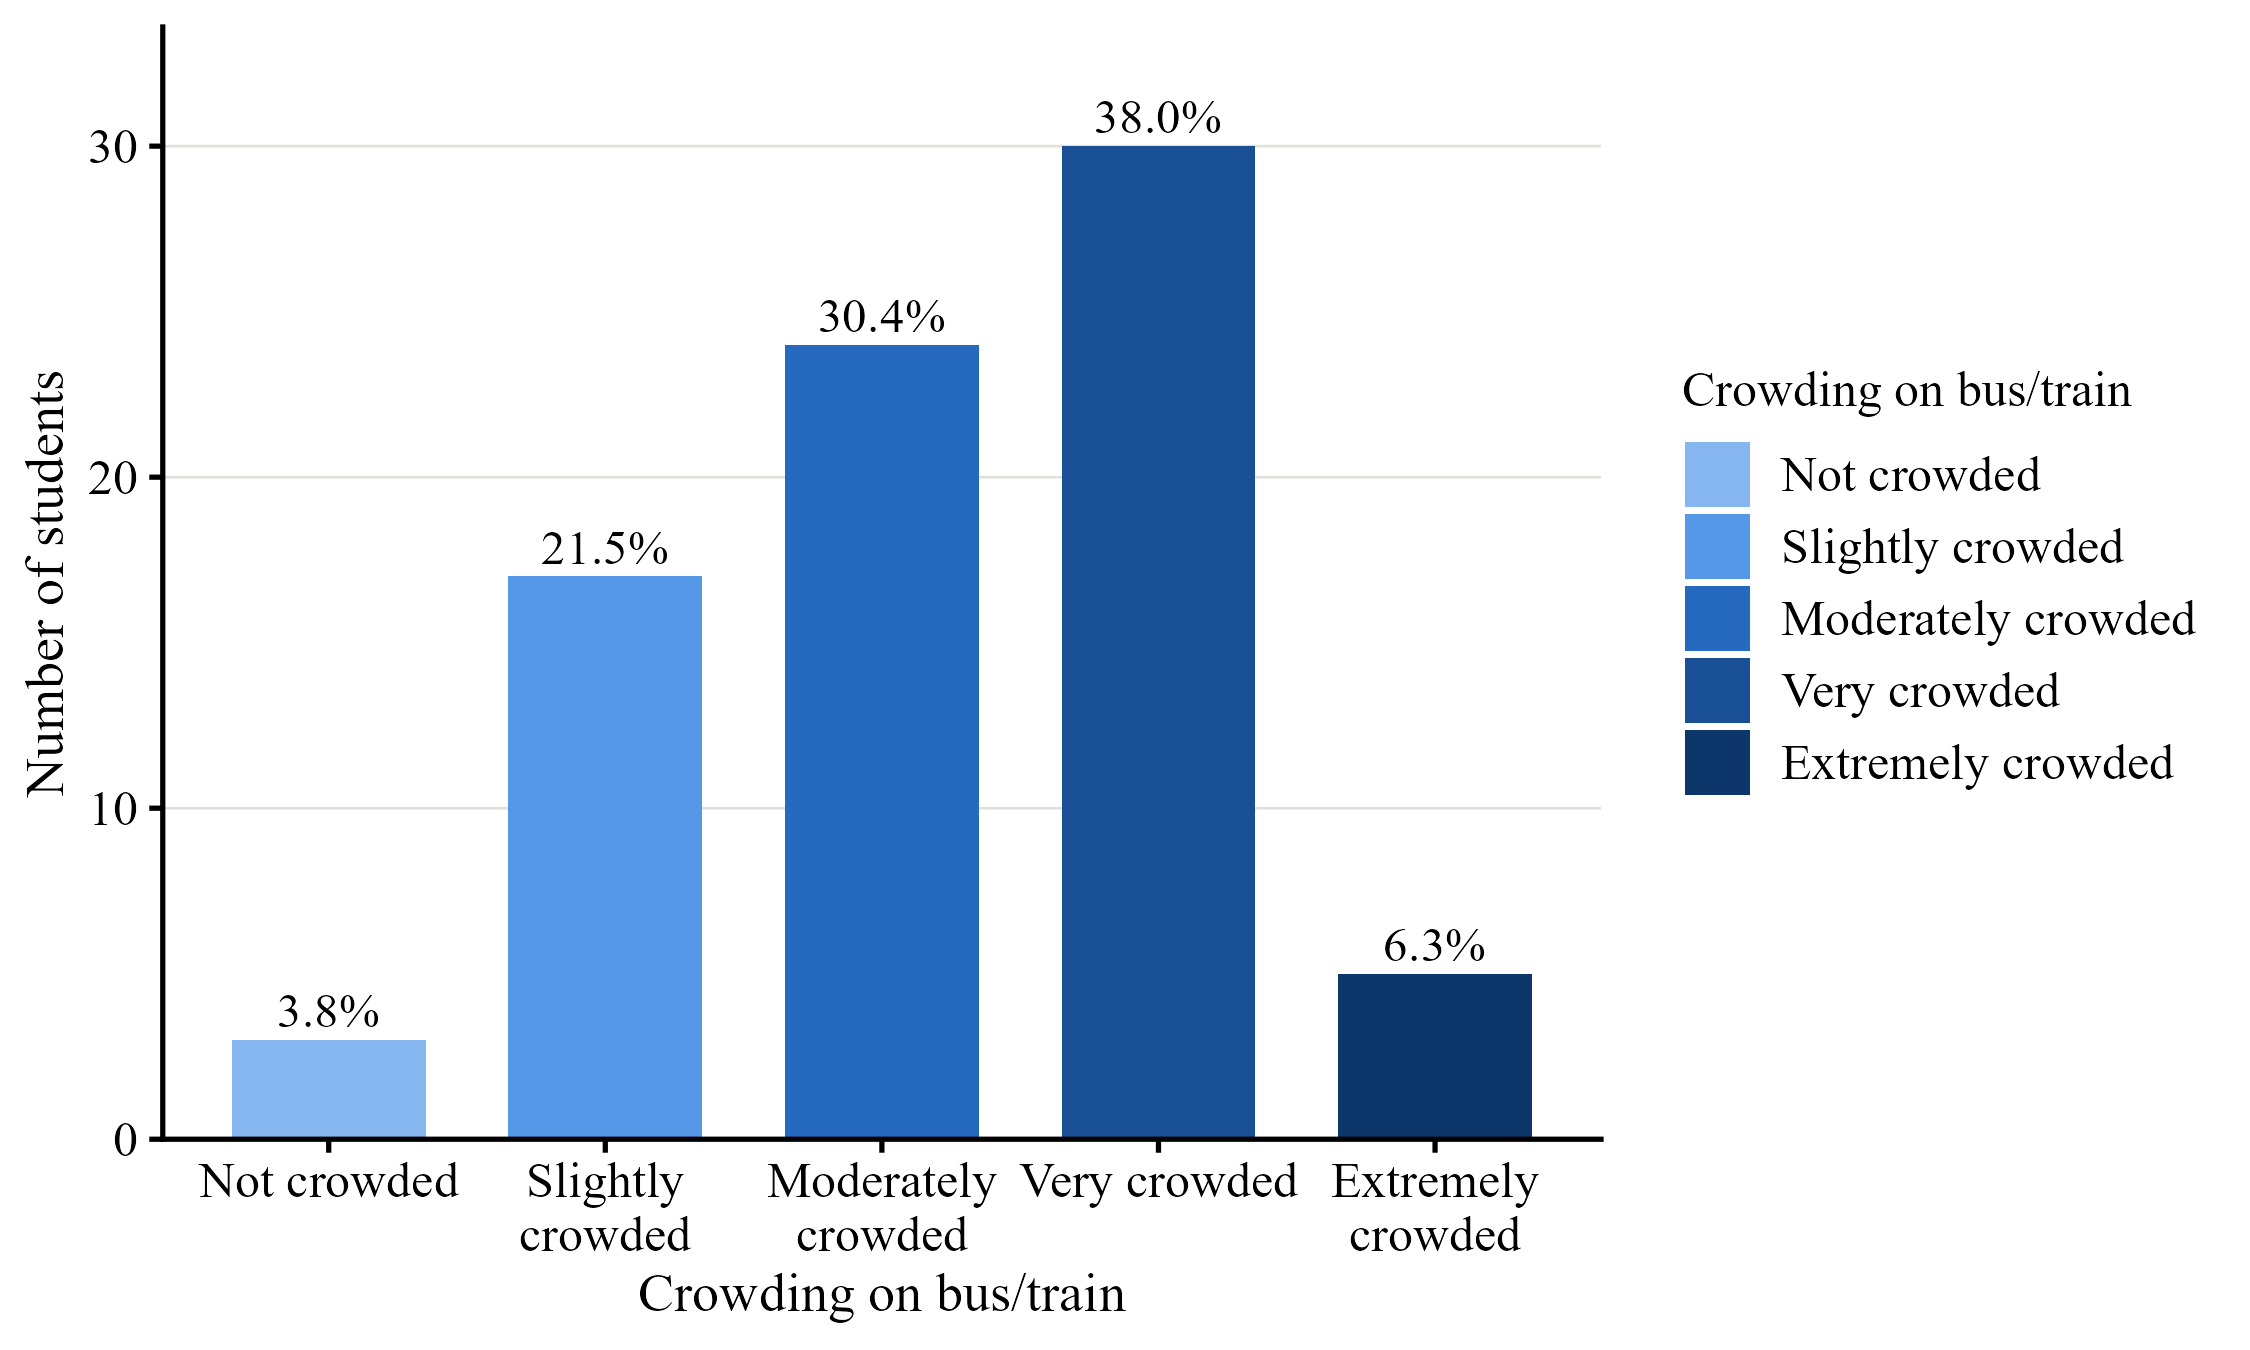 Number of students
30
20
10
0
3.8%
21.5%
30.4%
38.0%
6.3%
Not crowded
Slightly
crowded
Moderately
crowded
Very crowded
Extremely
crowded
Crowding on bus/train
Crowding on bus/train
Not crowded
Slightly crowded
Moderately crowded
Very crowded
Extremely crowded